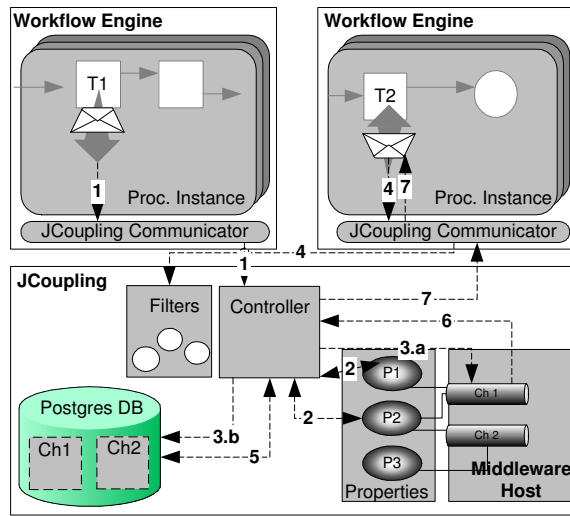 Workflow Engine
Workflow Engine
T1
T2
1
4
7
Proc. Instance
Proc. Instance
JCoupling Communicator
JCoupling Communicator
4
1
JCoupling
7
Filters
Controller
6
3.a
2
P1
Ch 1
Postgres DB
2
P2
3.b
Ch 2
Ch1
Ch2
5
P3
Middleware
Host
Properties